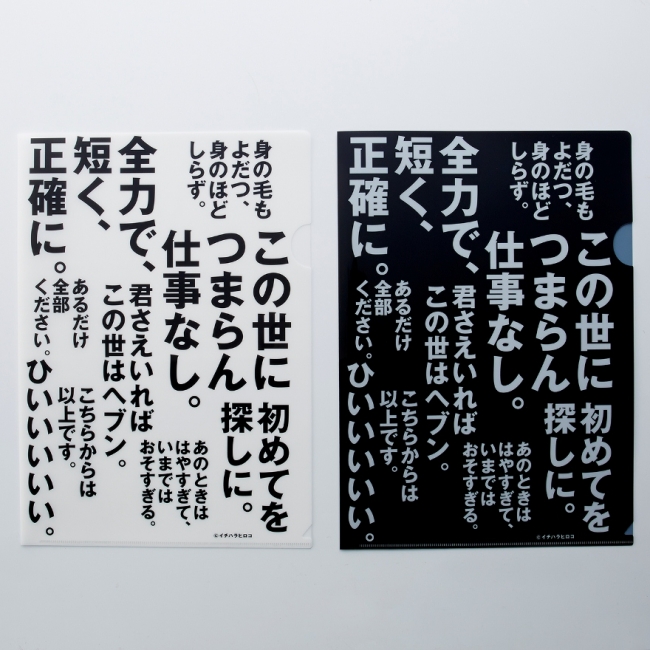 身の毛も
よだつ、
身のほど
しらず。
この世に
つまらん
仕事なし。
初めてを
探しに。
全力で、
短く、
正確に。
君さえいれば
この世はヘブン。
あのときは
はやすぎて、
いまでは
おそすぎる。
あるだけ
全部
ください。
こちらからは
以上です。
ひいいいいいい。
©イチハラヒロコ
身の毛も
よだつ、
身のほど
しらず。
この世に
つまらん
仕事なし。
初めてを
探しに。
全力で、
短く、
正確に。
君さえいれば
この世はヘブン。
あのときは
はやすぎて、
いまでは
おそすぎる。
あるだけ
全部
ください。
こちらからは
以上です。
ひいいいいいい。
©イチハラヒロコ